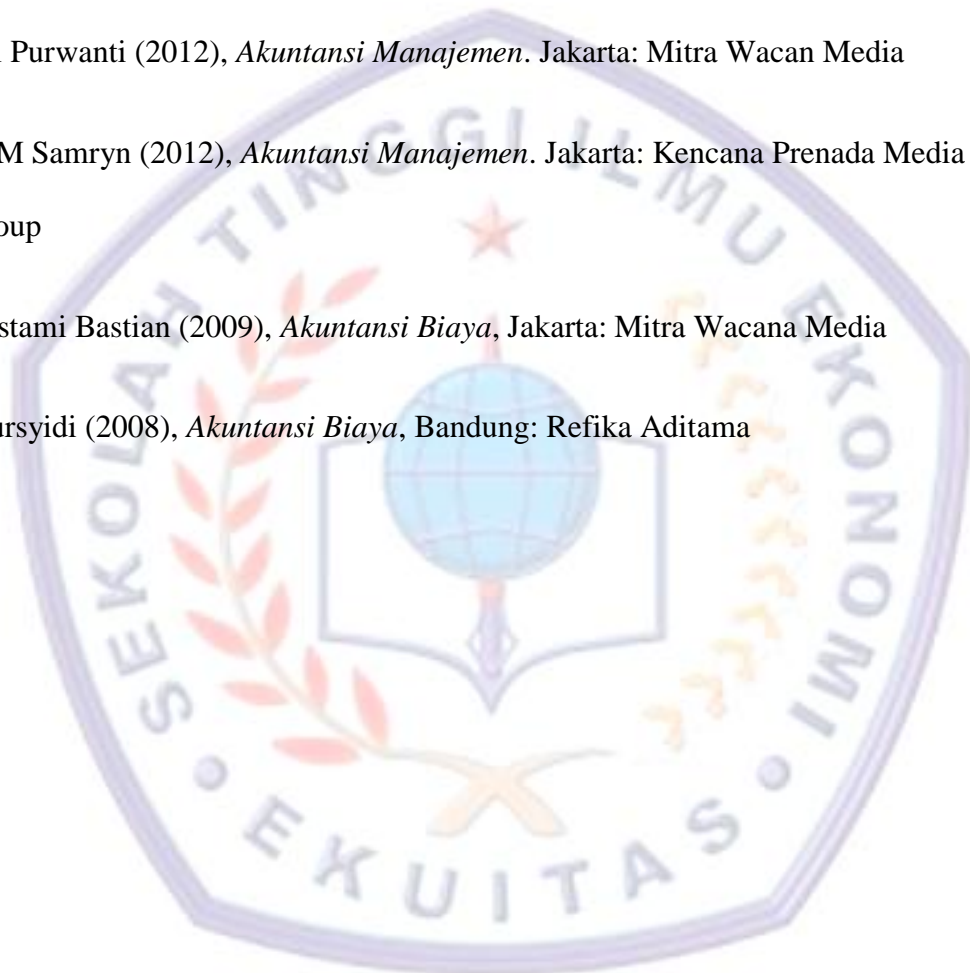 Purwanti (2012), Akuntansi Manajemen. Jakarta: Mitra Wacan Media
M Samryn (2012), Akuntansi Manajemen. Jakarta: Kencana Prenada Media
oup
stami Bastian (2009), Akuntansi Biaya, Jakarta: Mitra Wacana Media
ursyidi (2008), Akuntansi Biaya, Bandung: Refika Aditama
SEKOLAH TINGGI ILMU EKONOMI
EKUITAS